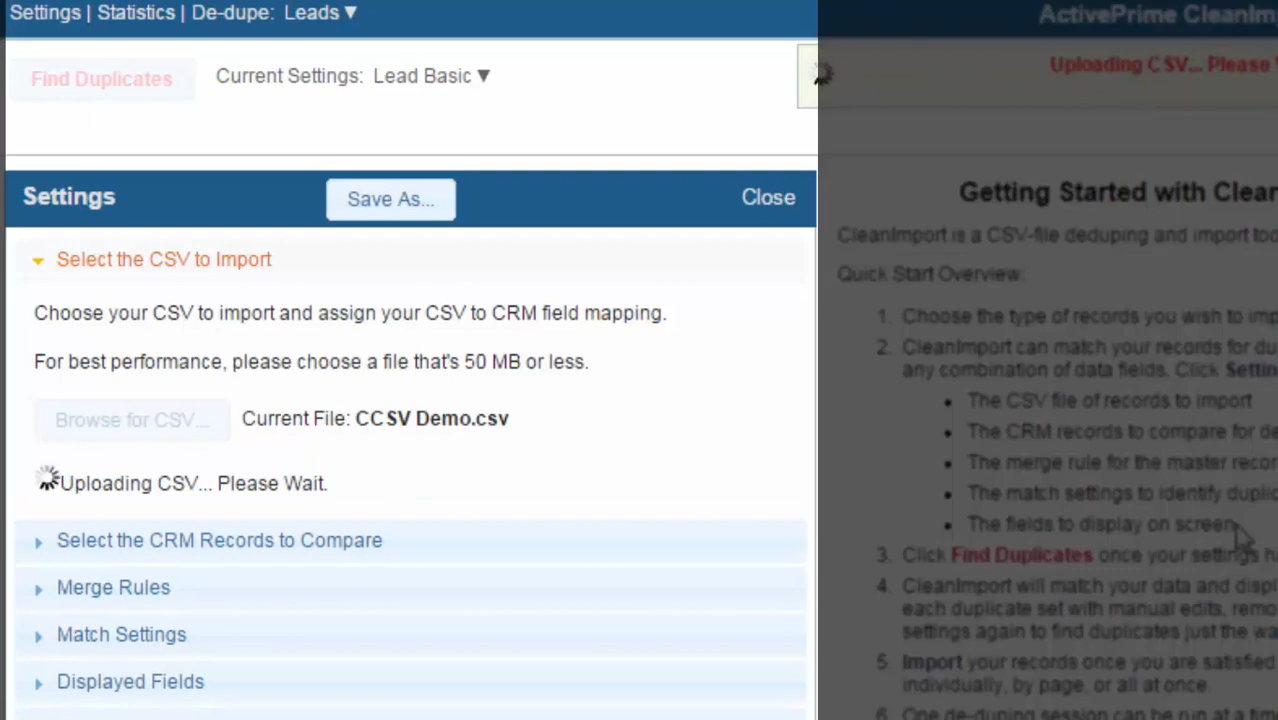 Settings | Statistics | De-dupe: Leads ▼
ActivePrime CleanIm
Find Duplicates
Current Settings: Lead Basic ▼
Uploading CSV... Please
Settings
Save As...
Close
Select the CSV to Import
Choose your CSV to import and assign your CSV to CRM field mapping.
For best performance, please choose a file that's 50 MB or less.
Browse for CSV...
Current File: CCSV Demo.csv
Uploading CSV... Please Wait.
Select the CRM Records to Compare
Merge Rules
Match Settings
Displayed Fields
Getting Started with Clean
CleanImport is a CSV-file deduping and import too
Quick Start Overview:
1. Choose the type of records you wish to imp
2. CleanImport can match your records for du
any combination of data fields. Click Settin
• The CSV file of records to import
• The CRM records to compare for de
• The merge rule for the master recor
• The match settings to identify duplic
• The fields to display on screen
3. Click Find Duplicates once your settings h
4. CleanImport will match your data and displ
each duplicate set with manual edits, remo
settings again to find duplicates just the wa
5. Import your records once you are satisfied
individually, by page, or all at once.
6. One de-duping session can be run at a tim